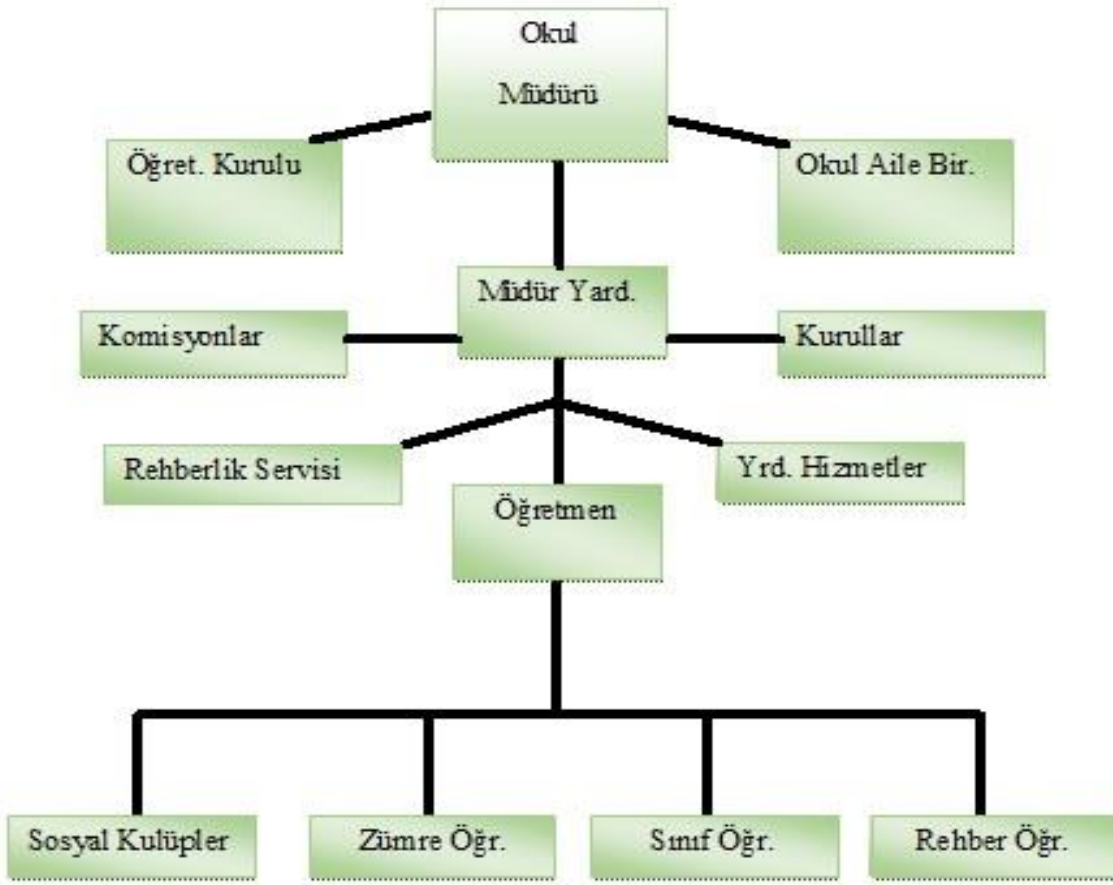 Okul
Müdürü
Öğret. Kurulu
Okul Aile Bir.
Müdür Yard.
Komisyonlar
Kurullar
Rehberlik Servisi
Yrd. Hizmetler
Öğretmen
Sosyal Kulüpler
Zümre Öğr.
Sınıf Öğr.
Rehber Öğr.